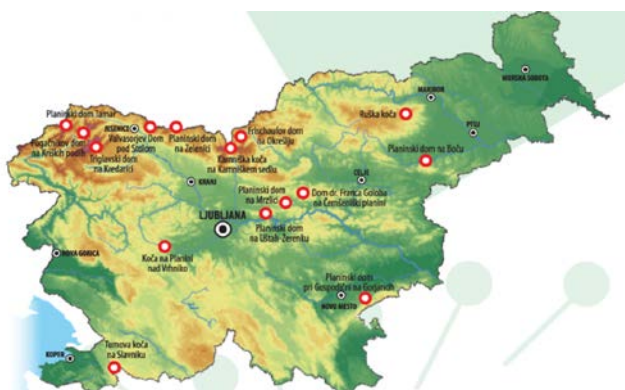 MURSKA SOBOTA
MARIBOR
Ruška koča
PTUJ
Planinski dom na Boču
Planinski dom Tamar
JESENICE
Pogačnikov dom
na Kriških podih
Valvasorjev Dom
pod Stolom
Triglavski dom
na Kredarici
Planinski dom
na Zelenici
Frischaufov dom
na Okrešlju
Kamniška koča
na Kamniškem sedlu
KRANJ
CELJE
Planinski dom
na Mrzlici
Dom dr. Franca Goloba
na Čemšeniški planini
LJUBLJANA
Planinski dom
na Uštah-Žerenku
NOVA GORICA
Koča na Planini
nad Vrhniko
Planinski dom
pri Gospodični na Gorjancih
NOVO MESTO
KOPER
Tumova koča
na Slavniku